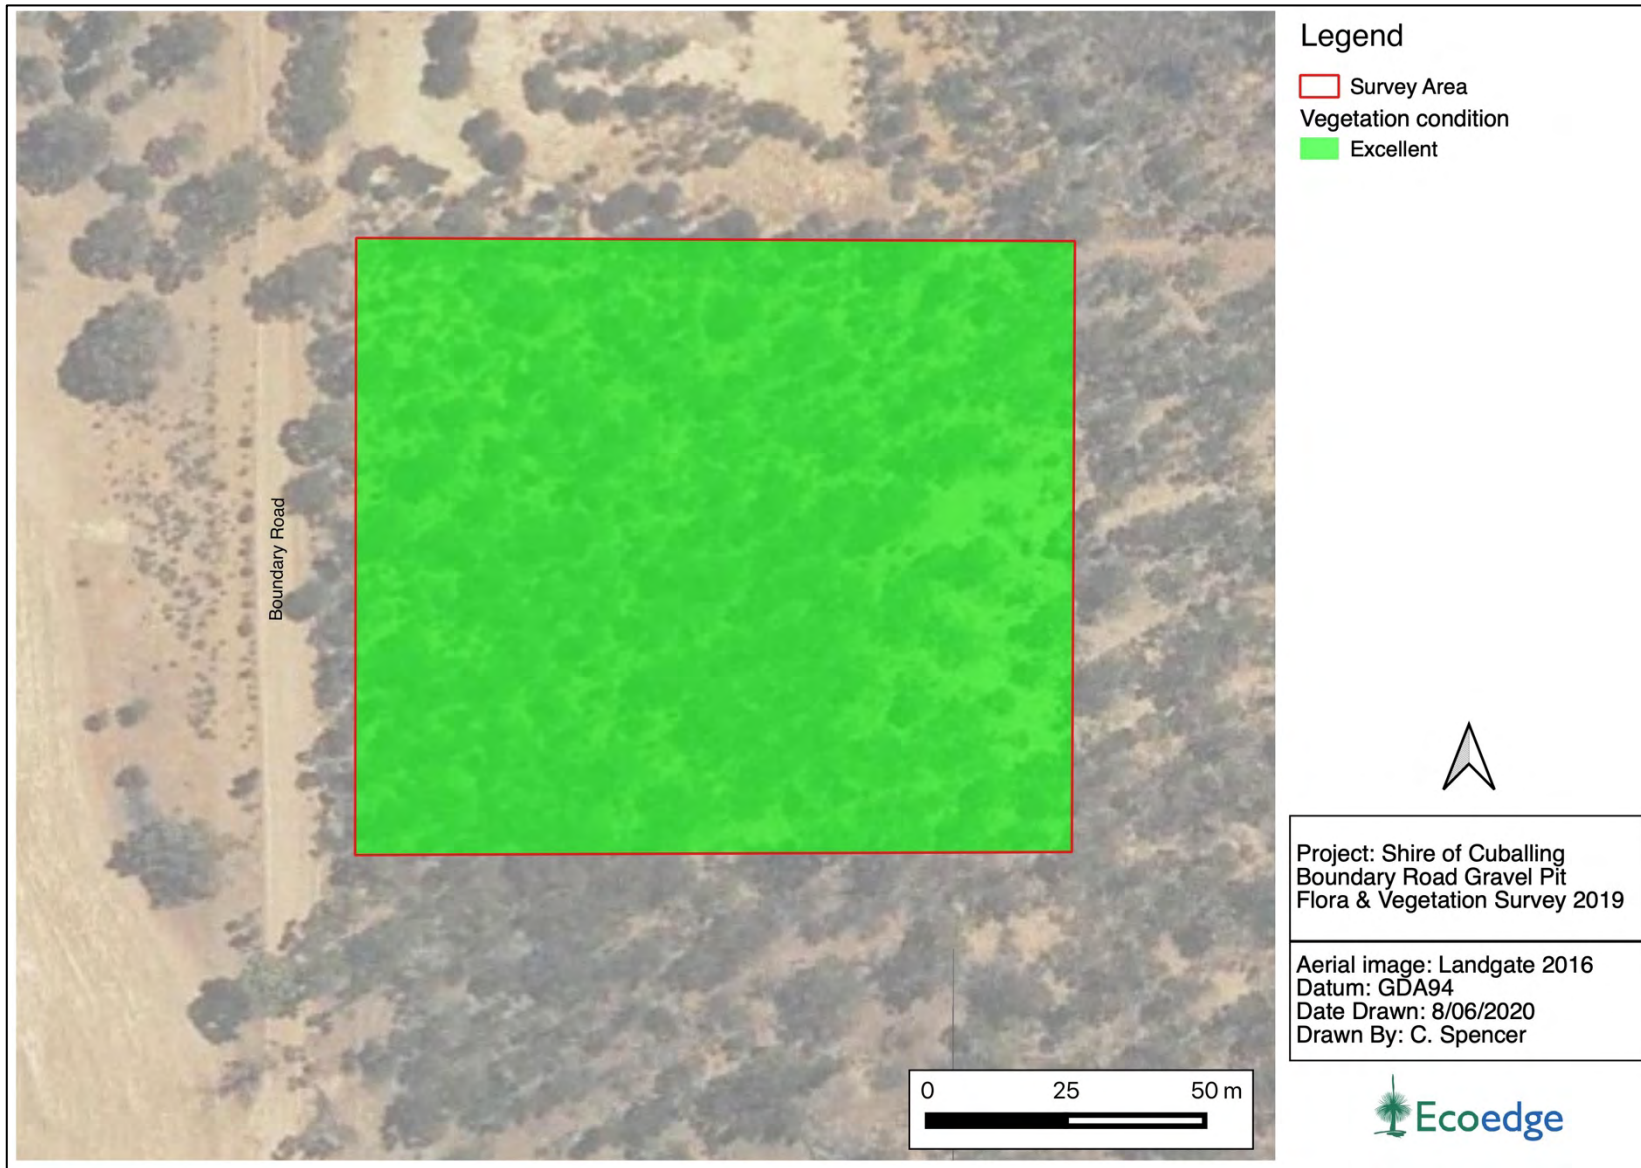 Legend
Survey Area
Vegetation condition
Excellent
Boundary Road
Project: Shire of Cuballing
Boundary Road Gravel Pit
Flora & Vegetation Survey 2019
Aerial image: Landgate 2016
Datum: GDA94
Date Drawn: 8/06/2020
Drawn By: C. Spencer
0 25 50 m
Ecoedge